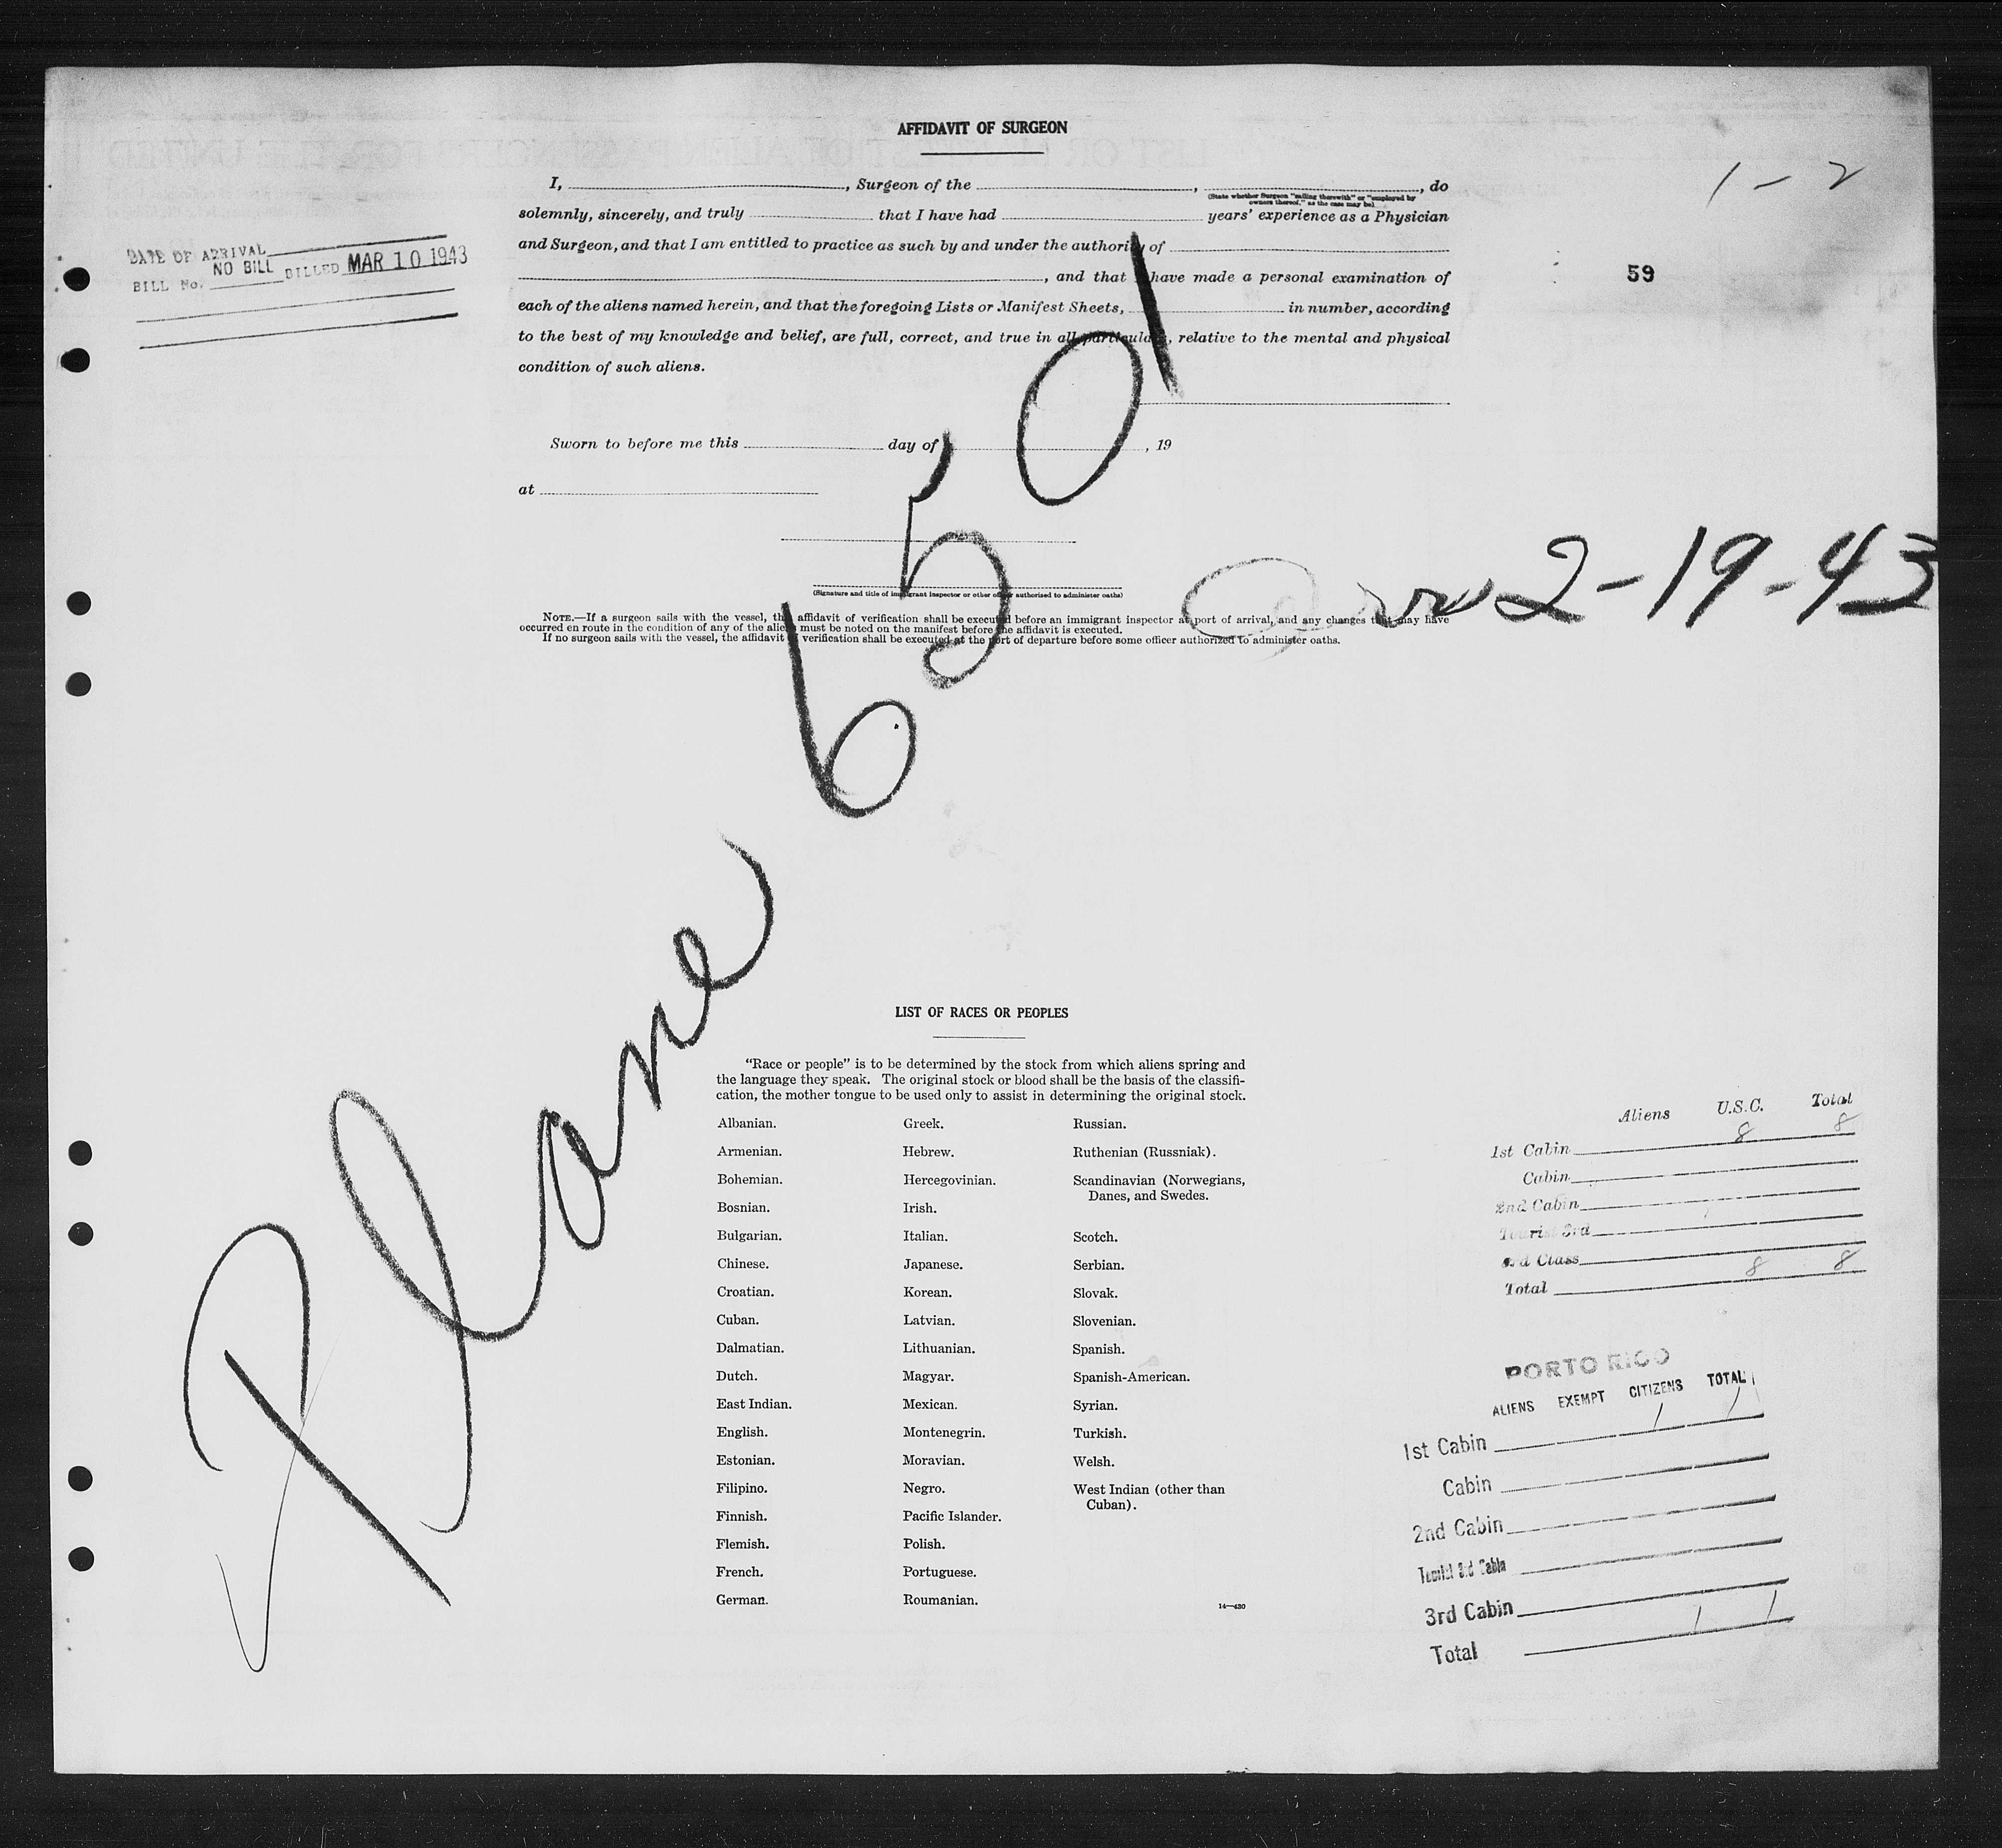 AFFIDAVIT OF SURGEON
1 - 2
I, , Surgeon of the , , do
(State whether Surgeon "sailing therewith" or "employed by
owners thereof," as the case may be)
solemnly, sincerely, and truly that I have had years' experience as a Physician
and Surgeon, and that I am entitled to practice as such by and under the authority of
, and that I have made a personal examination of
each of the aliens named herein, and that the foregoing Lists or Manifest Sheets, in number, according
to the best of my knowledge and belief, are full, correct, and true in all particulars, relative to the mental and physical
condition of such aliens.
DATE OF ARRIVAL
NO BILL BILLED MAR 10 1943
BILL No.
59
Sworn to before me this day of , 19
at
(Signature and title of immigrant inspector or other officer authorized to administer oaths)
NOTE.—If a surgeon sails with the vessel, the affidavit of verification shall be executed before an immigrant inspector at port of arrival, and any changes that may have
occurred en route in the condition of any of the aliens must be noted on the manifest before the affidavit is executed.
If no surgeon sails with the vessel, the affidavit of verification shall be executed at the port of departure before some officer authorized to administer oaths.
2-19-43
Plane 6501
LIST OF RACES OR PEOPLES
"Race or people" is to be determined by the stock from which aliens spring and
the language they speak. The original stock or blood shall be the basis of the classifi-
cation, the mother tongue to be used only to assist in determining the original stock.
Albanian. Greek. Russian.
Armenian. Hebrew. Ruthenian (Russniak).
Bohemian. Hercegovinian. Scandinavian (Norwegians,
Danes, and Swedes.
Bosnian. Irish.
Bulgarian. Italian. Scotch.
Chinese. Japanese. Serbian.
Croatian. Korean. Slovak.
Cuban. Latvian. Slovenian.
Dalmatian. Lithuanian. Spanish.
Dutch. Magyar. Spanish-American.
East Indian. Mexican. Syrian.
English. Montenegrin. Turkish.
Estonian. Moravian. Welsh.
Filipino. Negro. West Indian (other than
Cuban).
Finnish. Pacific Islander.
Flemish. Polish.
French. Portuguese.
German. Roumanian.
14—430
Aliens U.S.C. Total
1st Cabin 8 8
Cabin
2nd Cabin
Tourist 3rd
3rd Class
Total 8 8
PORTO RICO
ALIENS EXEMPT CITIZENS TOTAL
1st Cabin 1 1
Cabin
2nd Cabin
Tourist 3rd Cabin
3rd Cabin
Total 1 1